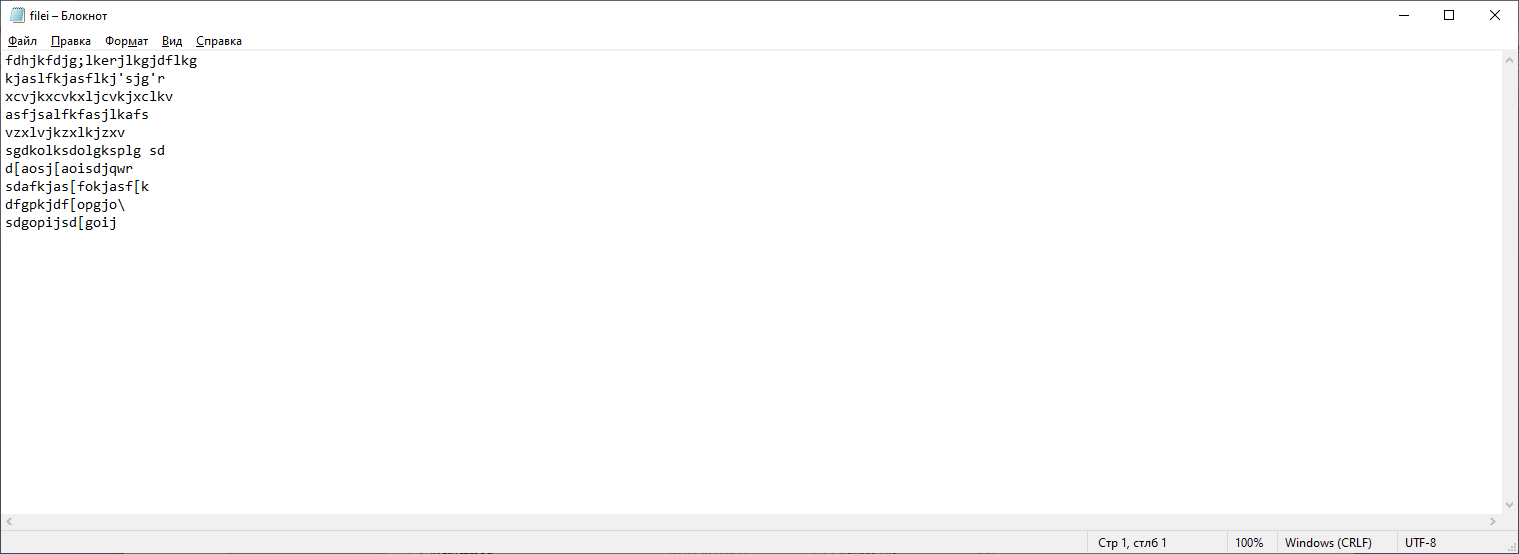 filei – Блокнот
Файл Правка Формат Вид Справка
fdhjkfdjg;lkerjlkgjdflkg
kjaslfkjasflkj'sjg'r
xcvjkxcvkxljcvkjxclkv
asfjsalfkfasjlkafs
vzxlvjkzxlkjzxv
sgdkolksdolgksplg sd
d[aosj[aoisdjqwr
sdafkjas[fokjasf[k
dfgpkjdf[opgjo\
sdgopijsd[goij
Стр 1, стлб 1 100% Windows (CRLF) UTF-8